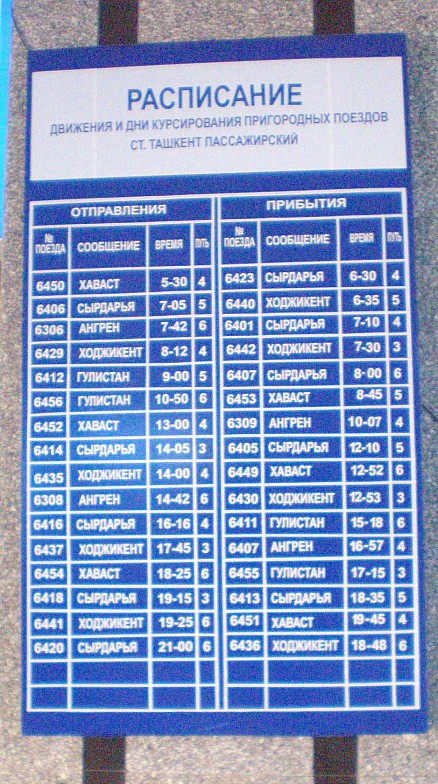 РАСПИСАНИЕ
ДВИЖЕНИЯ И ДНИ КУРСИРОВАНИЯ ПРИГОРОДНЫХ ПОЕЗДОВ
СТ. ТАШКЕНТ ПАССАЖИРСКИЙ
ОТПРАВЛЕНИЯ
№ ПОЕЗДА СООБЩЕНИЕ ВРЕМЯ ПУТЬ
6450 ХАВАСТ 5-30 4
6406 СЫРДАРЬЯ 7-05 5
6306 АНГРЕН 7-42 6
6429 ХОДЖИКЕНТ 8-12 4
6412 ГУЛИСТАН 9-00 5
6456 ГУЛИСТАН 10-50 6
6452 ХАВАСТ 13-00 4
6414 СЫРДАРЬЯ 14-05 3
6435 ХОДЖИКЕНТ 14-00 4
6308 АНГРЕН 14-42 6
6416 СЫРДАРЬЯ 16-16 4
6437 ХОДЖИКЕНТ 17-45 3
6454 ХАВАСТ 18-25 6
6418 СЫРДАРЬЯ 19-15 3
6441 ХОДЖИКЕНТ 19-25 6
6420 СЫРДАРЬЯ 21-00 6
ПРИБЫТИЯ
№ ПОЕЗДА СООБЩЕНИЕ ВРЕМЯ ПУТЬ
6423 СЫРДАРЬЯ 6-30 4
6440 ХОДЖИКЕНТ 6-35 5
6401 СЫРДАРЬЯ 7-10 4
6442 ХОДЖИКЕНТ 7-30 3
6407 СЫРДАРЬЯ 8-00 6
6453 ХАВАСТ 8-45 5
6309 АНГРЕН 10-07 4
6405 СЫРДАРЬЯ 12-10 5
6449 ХАВАСТ 12-52 6
6430 ХОДЖИКЕНТ 12-53 3
6411 ГУЛИСТАН 15-18 6
6407 АНГРЕН 16-57 4
6455 ГУЛИСТАН 17-15 3
6413 СЫРДАРЬЯ 18-35 5
6451 ХАВАСТ 19-45 4
6436 ХОДЖИКЕНТ 18-48 6